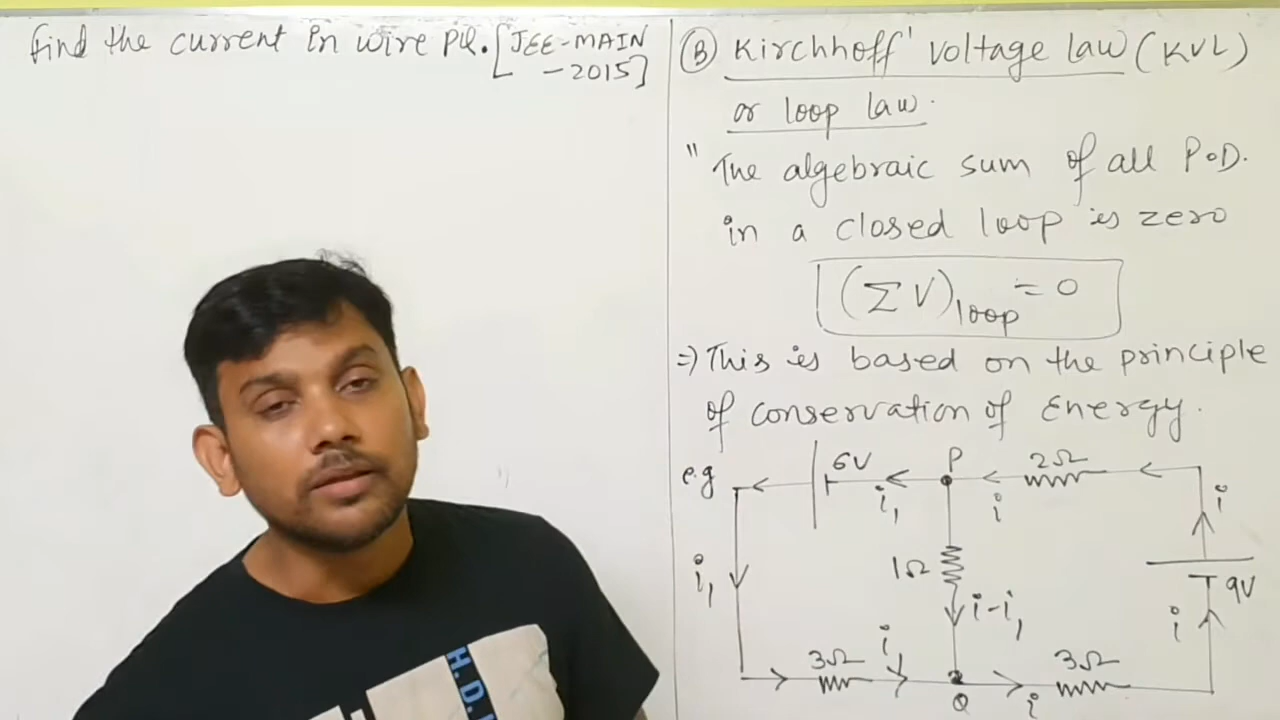 find the current in wire PQ. [JEE-MAIN
-2015]
(B) Kirchhoff' voltage law (KVL)
or loop law.
" The algebraic sum of all P.D.
in a closed loop is zero
(ΣV)loop = 0
=) This is based on the principle
of conservation of Energy.
e.g
6V
P
2Ω
i₁
i
i
1Ω
9V
i₁
i-i₁
i
3Ω
i₁
3Ω
Q
i
H.D.